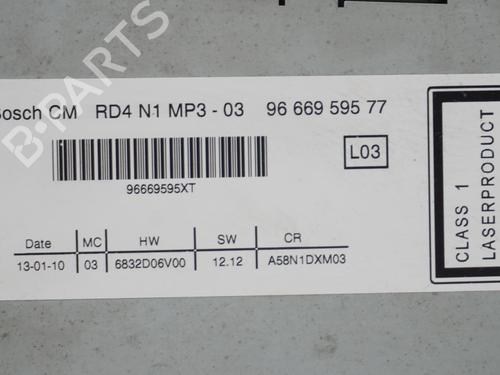 B-PARTS
Bosch CM RD4 N1 MP3 - 03 96 669 595 77
L03
96669595XT
Date MC HW SW CR
13-01-10 03 6832D06V00 12.12 A58N1DXM03
CLASS 1
LASERPRODUCT